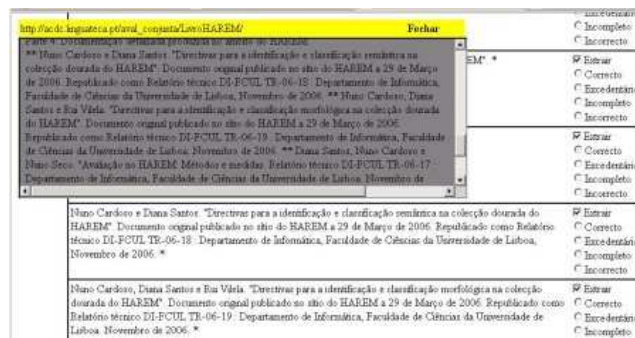 http://acdc.linguateca.pt/aval_conjunta/LivroHAREM/ Fechar
Parte 4: Documentação detalhada produzida no âmbito do HAREM.
** Nuno Cardoso e Diana Santos. "Directivas para a identificação e classificação semântica na
colecção dourada do HAREM". Documento original publicado no sítio do HAREM a 29 de Março
de 2006. Republicado como Relatório técnico DI-FCUL TR-06-18. Departamento de Informática,
Faculdade de Ciências da Universidade de Lisboa, Novembro de 2006. ** Nuno Cardoso, Diana
Santos e Rui Vilela. "Directivas para a identificação e classificação morfológica na colecção dourada
do HAREM". Documento original publicado no sítio do HAREM a 29 de Março de 2006.
Republicado como Relatório técnico DI-FCUL TR-06-19. Departamento de Informática, Faculdade
de Ciências da Universidade de Lisboa. Novembro de 2006. ** Diana Santos, Nuno Cardoso e
Nuno Seco. "Avaliação no HAREM: Métodos e medidas. Relatório técnico DI-FCUL TR-06-17.
Departamento de Informática, Faculdade de Ciências da Universidade de Lisboa. Novembro de
Incompleto
Incorrecto
EM". *
Extrair
Correcto
Excedentário
Incompleto
Incorrecto
Extrair
Correcto
Excedentário
Incompleto
Incorrecto
Nuno Cardoso e Diana Santos. "Directivas para a identificação e classificação semântica na colecção dourada do
HAREM". Documento original publicado no sítio do HAREM a 29 de Março de 2006. Republicado como Relatório
técnico DI-FCUL TR-06-18. Departamento de Informática, Faculdade de Ciências da Universidade de Lisboa,
Novembro de 2006. *
Extrair
Correcto
Excedentário
Incompleto
Incorrecto
Nuno Cardoso, Diana Santos e Rui Vilela. "Directivas para a identificação e classificação morfológica na colecção
dourada do HAREM". Documento original publicado no sítio do HAREM a 29 de Março de 2006. Republicado como
Relatório técnico DI-FCUL TR-06-19. Departamento de Informática, Faculdade de Ciências da Universidade de
Lisboa. Novembro de 2006. *
Extrair
Correcto
Excedentário
Incompleto